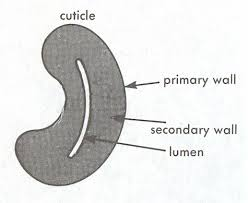 cuticle
primary wall
secondary wall
lumen